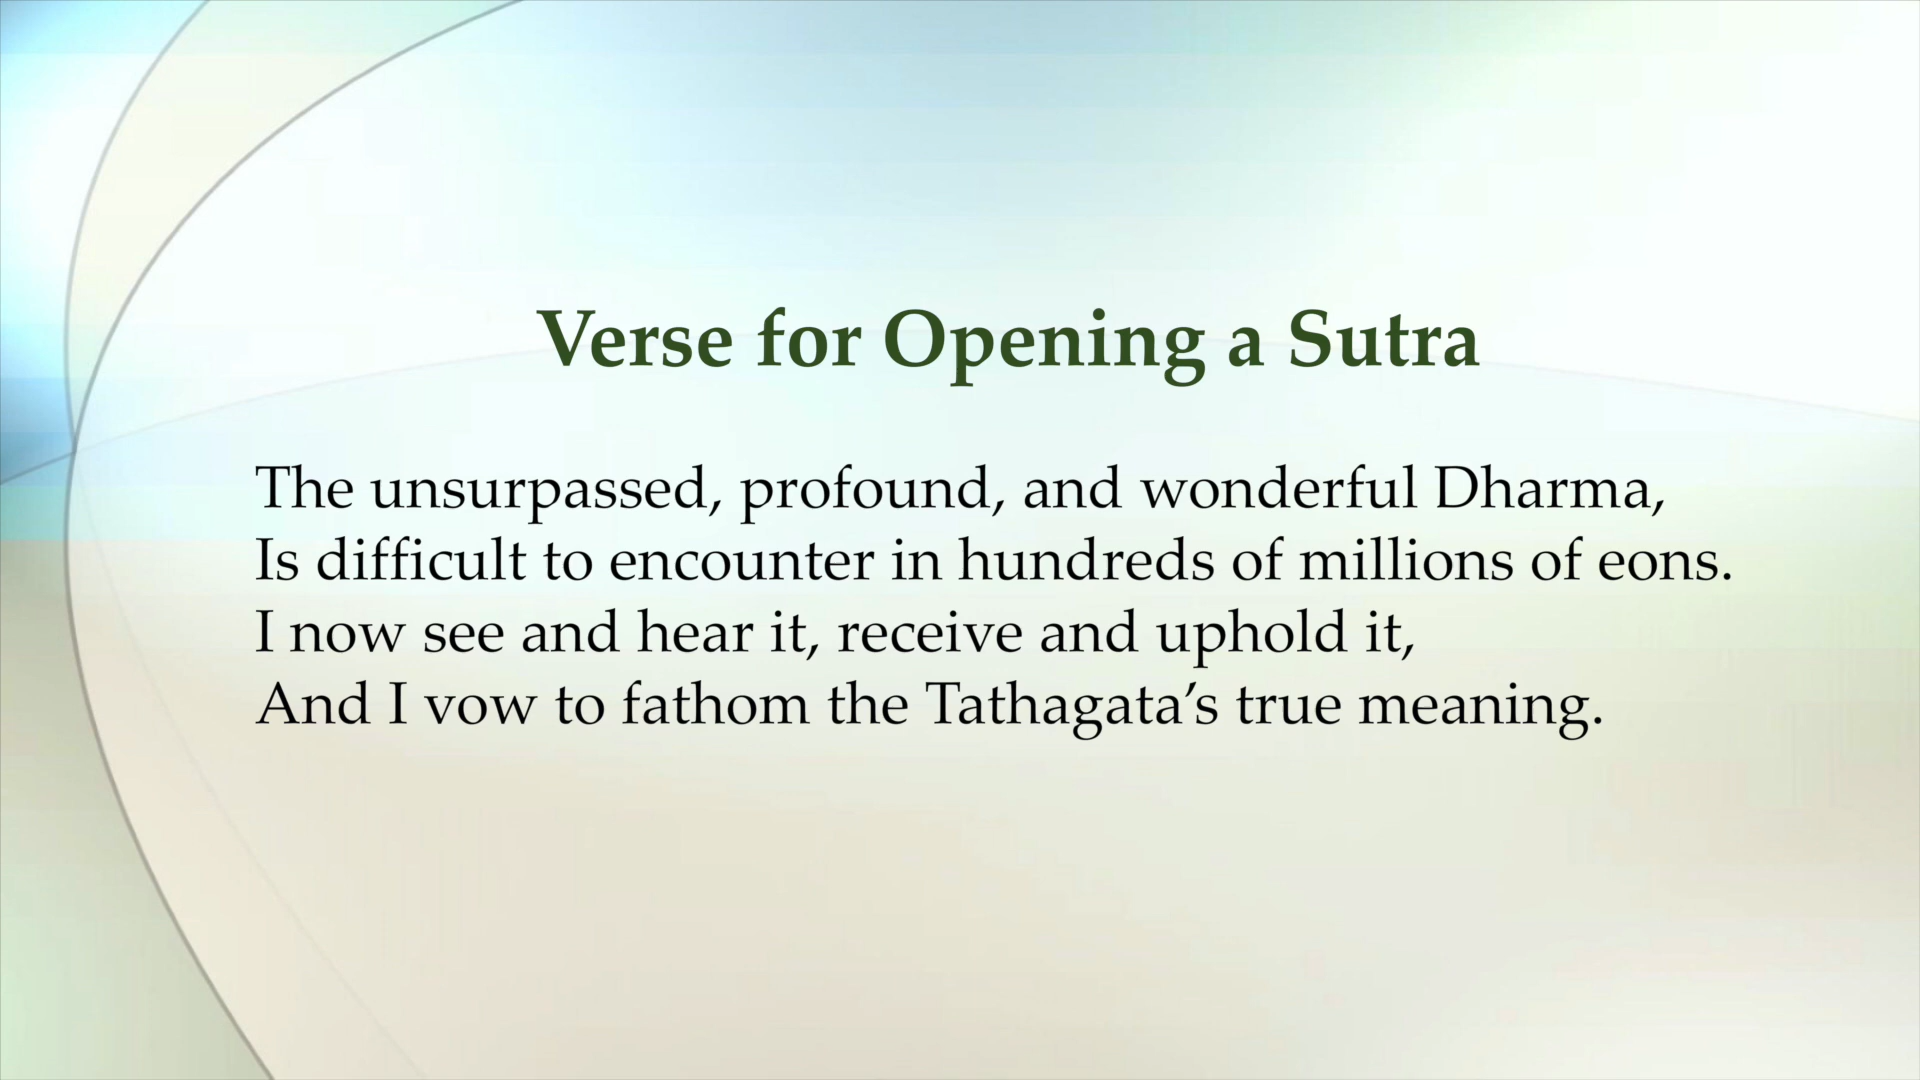 Verse for Opening a Sutra
The unsurpassed, profound, and wonderful Dharma,
Is difficult to encounter in hundreds of millions of eons.
I now see and hear it, receive and uphold it,
And I vow to fathom the Tathagata’s true meaning.